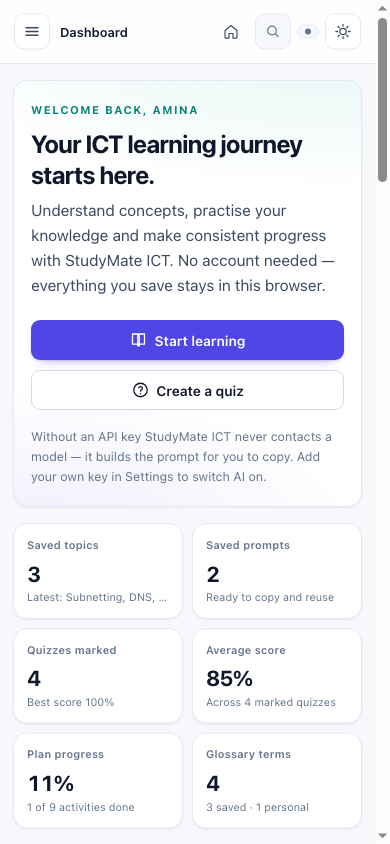 Dashboard
WELCOME BACK, AMINA
Your ICT learning journey
starts here.
Understand concepts, practise your
knowledge and make consistent progress
with StudyMate ICT. No account needed —
everything you save stays in this browser.
Start learning
Create a quiz
Without an API key StudyMate ICT never contacts a
model — it builds the prompt for you to copy. Add
your own key in Settings to switch AI on.
Saved topics
3
Latest: Subnetting, DNS, ...
Saved prompts
2
Ready to copy and reuse
Quizzes marked
4
Best score 100%
Average score
85%
Across 4 marked quizzes
Plan progress
11%
1 of 9 activities done
Glossary terms
4
3 saved · 1 personal